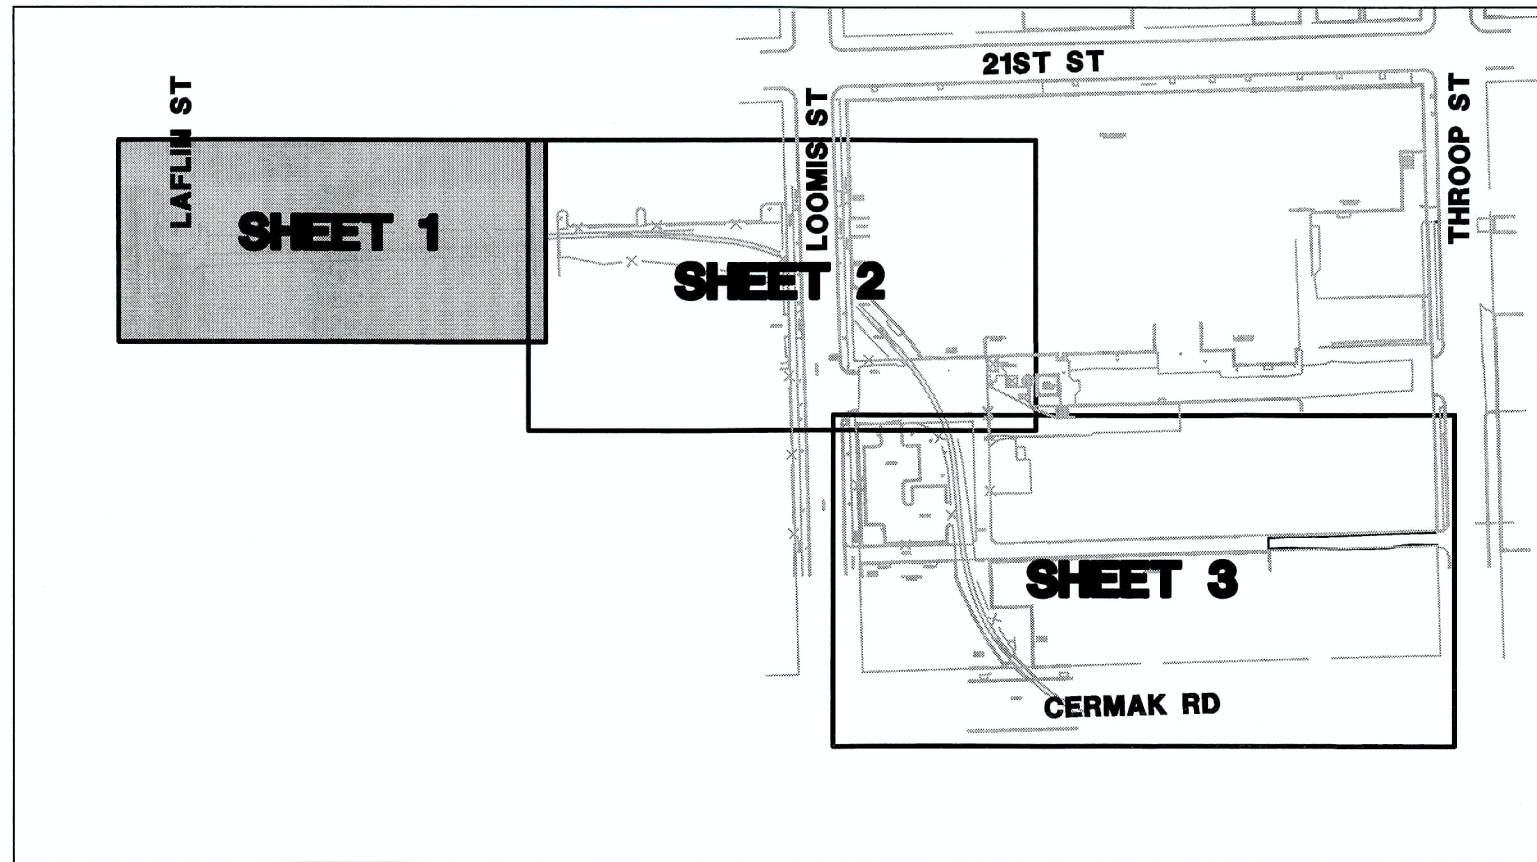 21ST ST
LAFLIN ST
LOOMIS ST
THROOP ST
SHEET 1
SHEET 2
SHEET 3
CERMAK RD